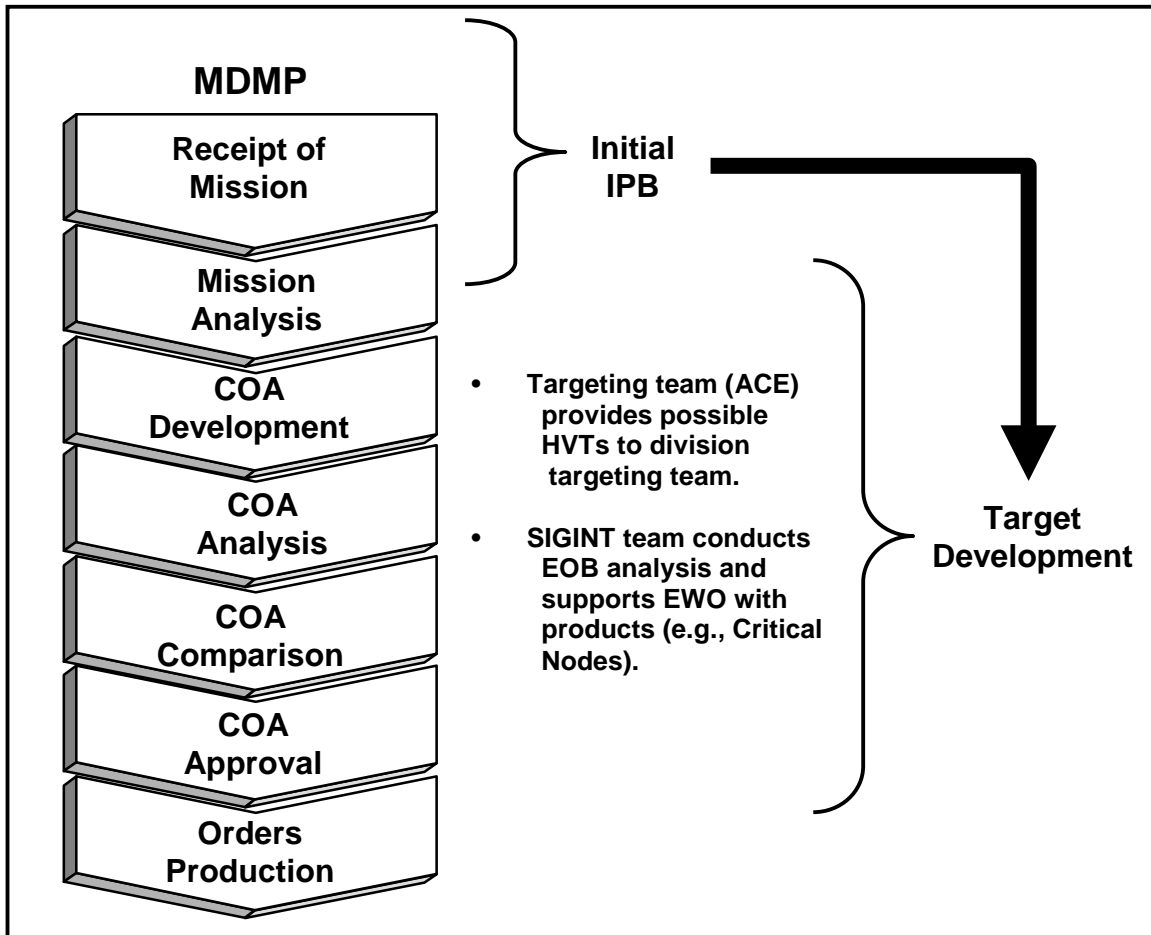 MDMP
Receipt of
Mission
Mission
Analysis
COA
Development
COA
Analysis
COA
Comparison
COA
Approval
Orders
Production
Initial
IPB
• Targeting team (ACE)
provides possible
HVTs to division
targeting team.
• SIGINT team conducts
EOB analysis and
supports EWO with
products (e.g., Critical
Nodes).
Target
Development